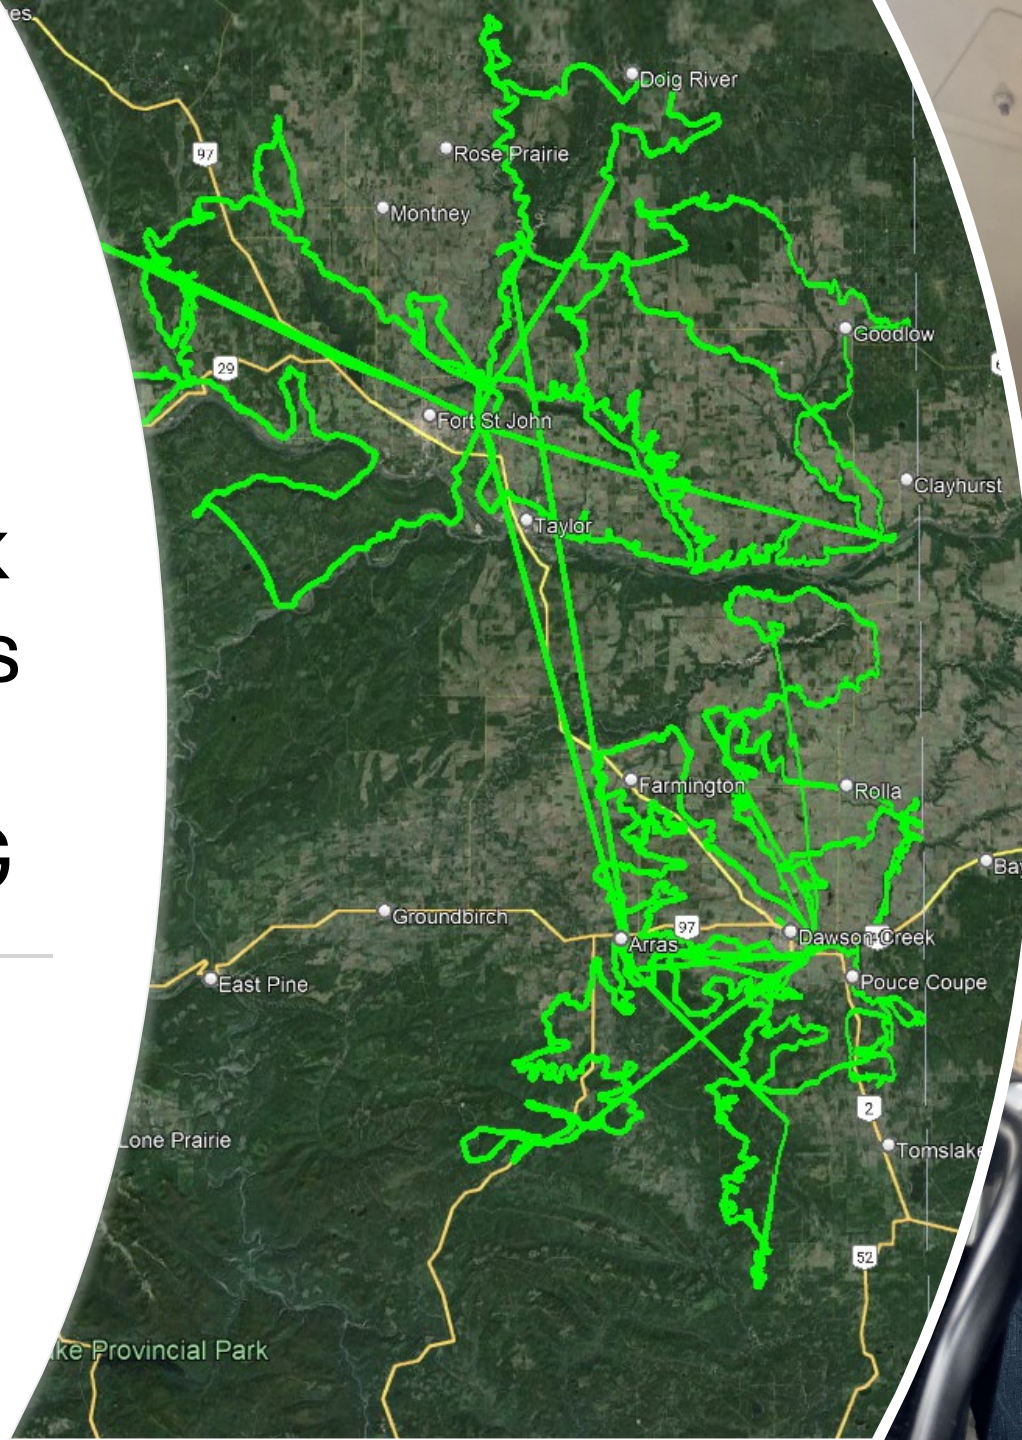 es
Doig River
97
Rose Prairie
Montney
Goodlow
29
Fort St John
Clayhurst
Taylor
k
s
Farmington
Rolla
G
Bay
Groundbirch
97
Arras
Dawson Creek
East Pine
Pouce Coupe
2
Lone Prairie
Tomslake
52
ke Provincial Park